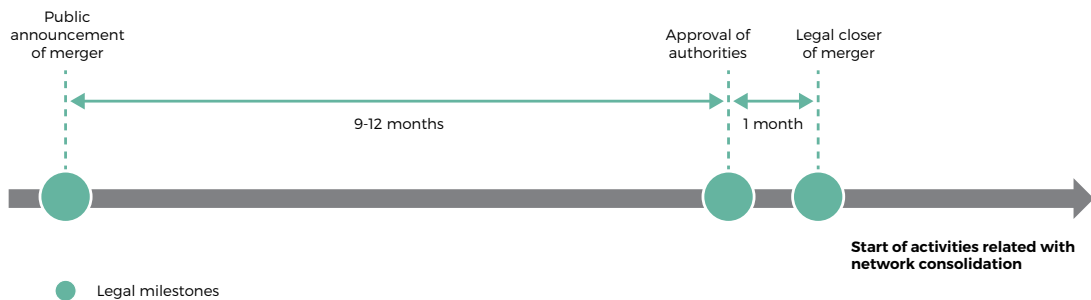 Public
announcement
of merger
Approval of
authorities
Legal closer
of merger
9-12 months
1 month
Start of activities related with
network consolidation
Legal milestones